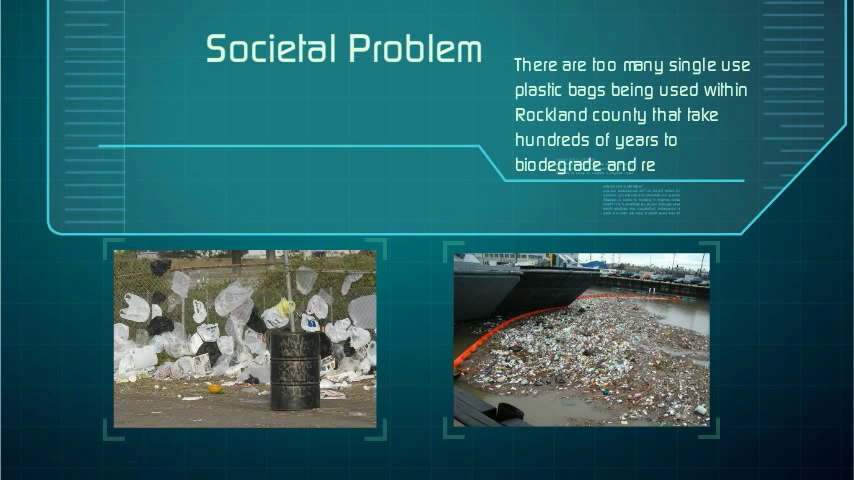 Societal Problem
There are too many single use
plastic bags being used within
Rockland county that take
hundreds of years to
biodegrade and re